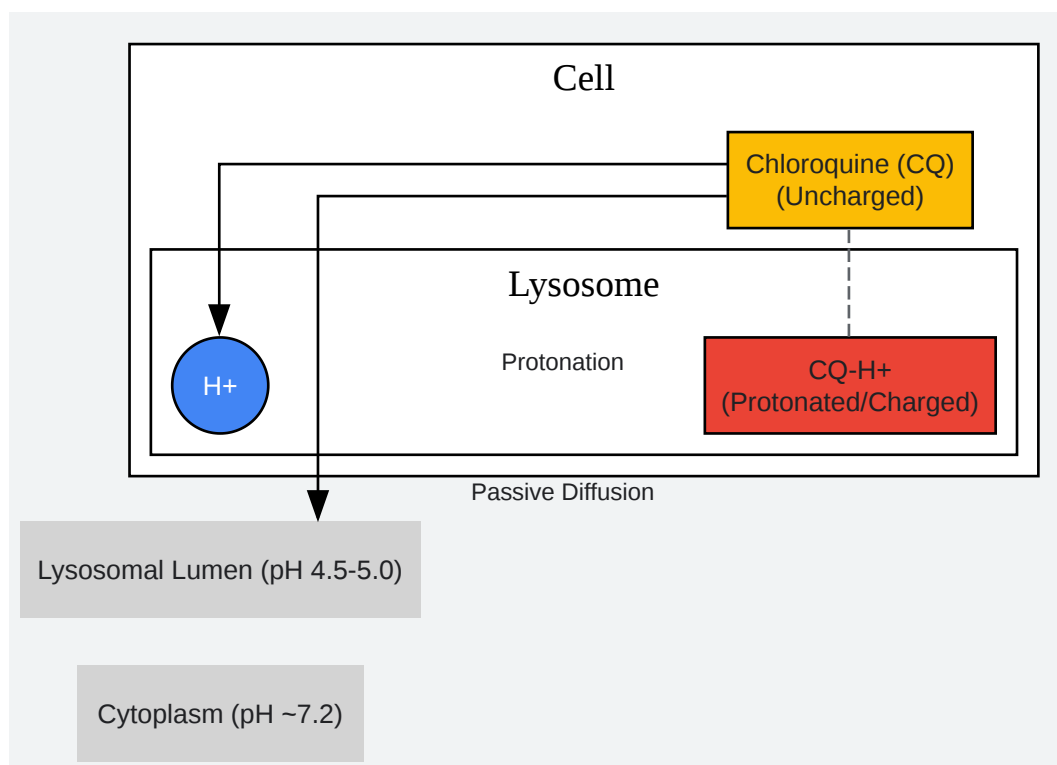 Cell
Chloroquine (CQ)
(Uncharged)
Lysosome
H+
Protonation
CQ-H+
(Protonated/Charged)
Passive Diffusion
Lysosomal Lumen (pH 4.5-5.0)
Cytoplasm (pH ~7.2)